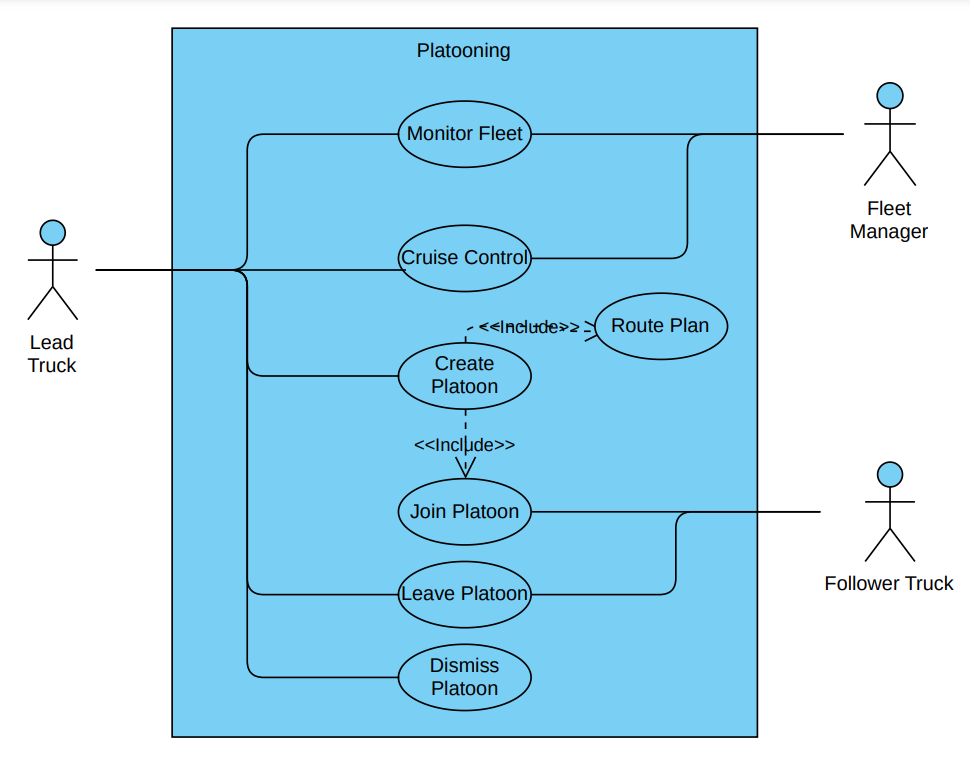 Platooning
Monitor Fleet
Fleet
Manager
Cruise Control
<<Include>>
Route Plan
Lead
Truck
Create
Platoon
<<Include>>
Join Platoon
Follower Truck
Leave Platoon
Dismiss
Platoon